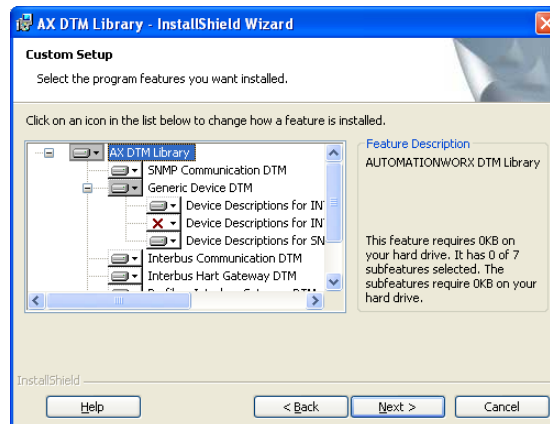 AX DTM Library - InstallShield Wizard
Custom Setup
Select the program features you want installed.
Click on an icon in the list below to change how a feature is installed.
AX DTM Library
SNMP Communication DTM
Generic Device DTM
Device Descriptions for IN
Device Descriptions for IN
Device Descriptions for SN
Interbus Communication DTM
Interbus Hart Gateway DTM
Feature Description
AUTOMATIONWORX DTM Library
This feature requires 0KB on
your hard drive. It has 0 of 7
subfeatures selected. The
subfeatures require 0KB on your
hard drive.
InstallShield
Help
< Back
Next >
Cancel